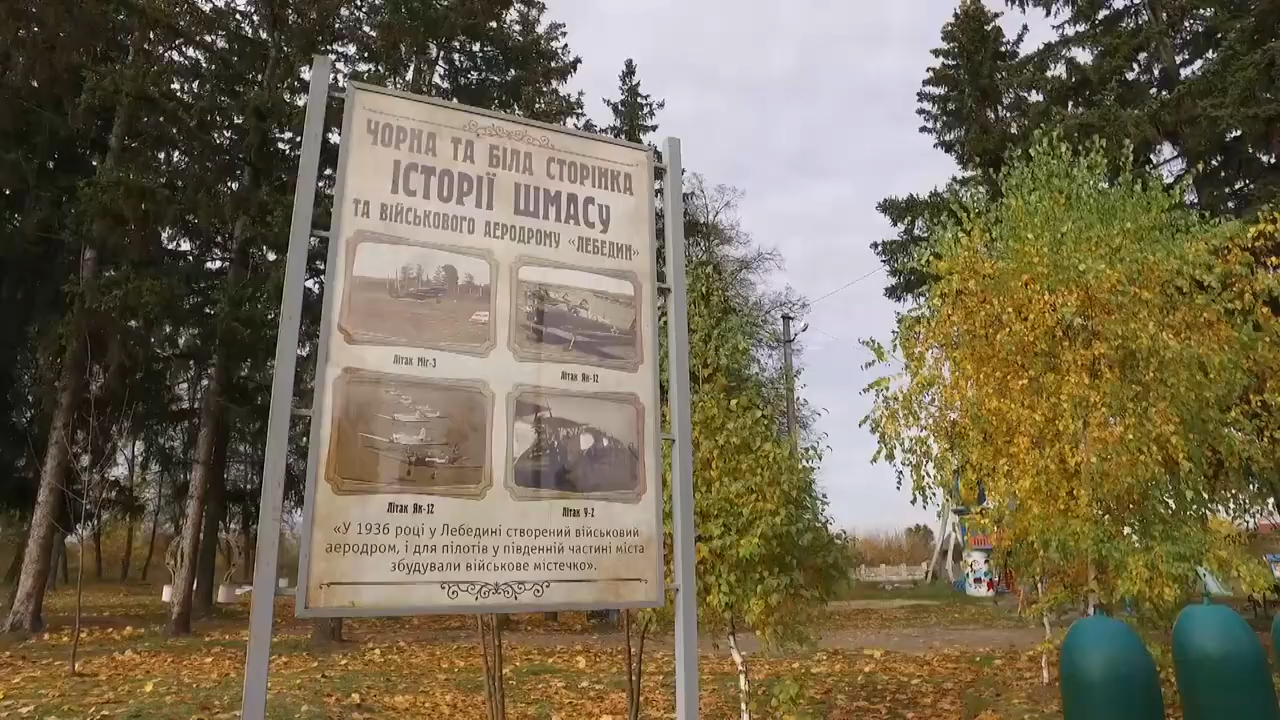 ЧОРНА ТА БІЛА СТОРІНКА
ІСТОРІЇ ШМАСУ
ТА ВІЙСЬКОВОГО АЕРОДРОМУ «ЛЕБЕДИН»
Літак Міг-3
Літак Як-12
Літак Як-12
Літак У-2
«У 1936 році у Лебедині створений військовий
аеродром, і для пілотів у південній частині міста
збудували військове містечко».